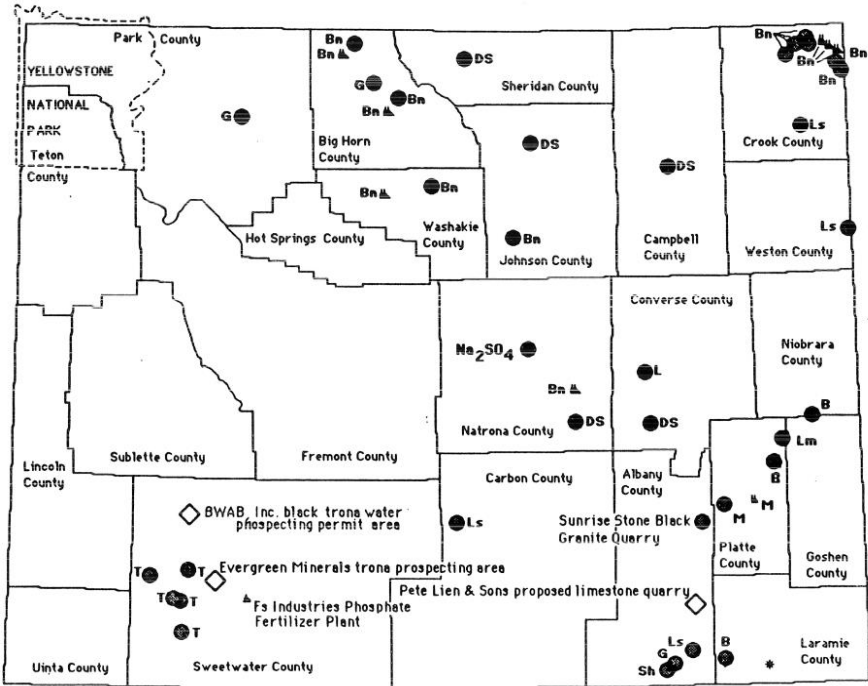 Park County
YELLOWSTONE
NATIONAL
PARK
Teton
County
G
Bn
Bn
G
Bn
Bn
Big Horn
County
DS
Sheridan County
Bn
Bn
Bn
Bn
Ls
Crook County
DS
DS
Bn
Bn
Washakie
County
Hot Springs County
Bn
Johnson County
Campbell
County
Ls
Weston County
Converse County
Na2SO4
Bn
DS
Natrona County
L
DS
Niobrara
County
B
Lm
B
M
M
Platte
County
Goshen
County
Lincoln
County
Sublette County
Fremont County
Carbon County
Albany
County
Ls
BWAB, Inc. black trona water
phospecting permit area
Sunrise Stone Black
Granite Quarry
T
T
Evergreen Minerals trona prospecting area
T
T
T
Fs Industries Phosphate
Fertilizer Plant
Pete Lien & Sons proposed limestone quarry
Ls
G
Sh
B
Laramie
County
Uinta County
Sweetwater County